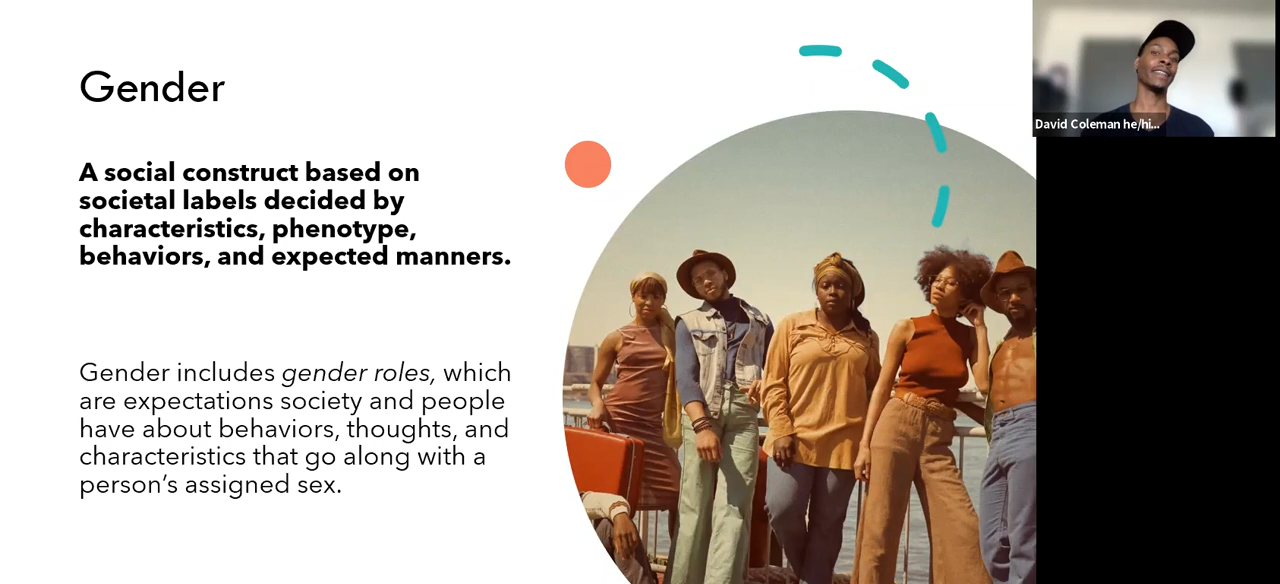 Gender
A social construct based on
societal labels decided by
characteristics, phenotype,
behaviors, and expected manners.
Gender includes gender roles, which
are expectations society and people
have about behaviors, thoughts, and
characteristics that go along with a
person’s assigned sex.
David Coleman he/hi...